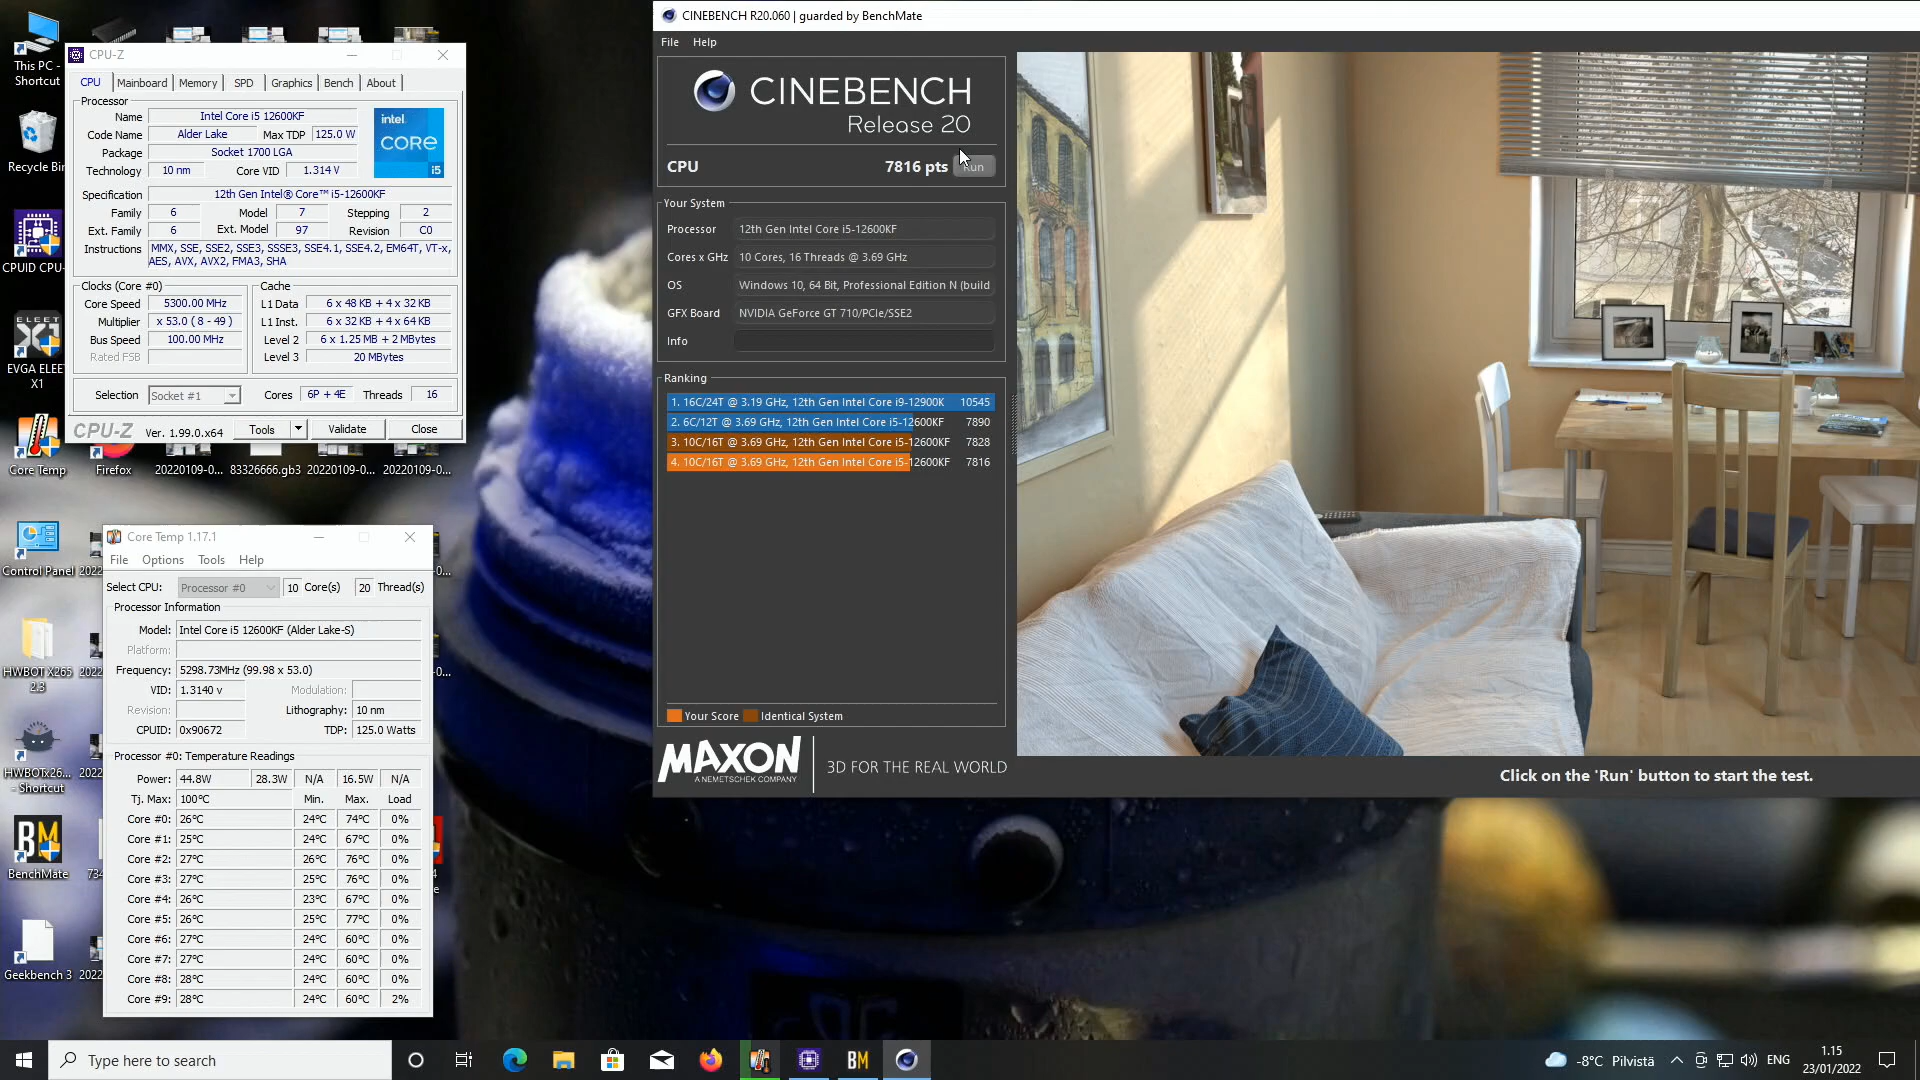 This PC - Shortcut
Recycle Bin
CPUID CPU-
EVGA ELEE X1
Core Temp
Control Panel
HWBOT X265 2.3
HWBOTx26... - Shortcut
BenchMate
Geekbench 3
Firefox
20220109-0...
83326666.gb3
20220109-0...
20220109-0...
CPU-Z
CPU Mainboard Memory SPD Graphics Bench About
Processor
Name Intel Core i5 12600KF
Code Name Alder Lake Max TDP 125.0 W
Package Socket 1700 LGA
Technology 10 nm Core VID 1.314 V
intel CORE i5
Specification 12th Gen Intel® Core™ i5-12600KF
Family 6 Model 7 Stepping 2
Ext. Family 6 Ext. Model 97 Revision C0
Instructions MMX, SSE, SSE2, SSE3, SSSE3, SSE4.1, SSE4.2, EM64T, VT-x,
AES, AVX, AVX2, FMA3, SHA
Clocks (Core #0) Cache
Core Speed 5300.00 MHz L1 Data 6 x 48 KB + 4 x 32 KB
Multiplier x 53.0 ( 8 - 49 ) L1 Inst. 6 x 32 KB + 4 x 64 KB
Bus Speed 100.00 MHz Level 2 6 x 1.25 MB + 2 MBytes
Rated FSB Level 3 20 MBytes
Selection Socket #1 Cores 6P + 4E Threads 16
CPU-Z Ver. 1.99.0.x64 Tools Validate Close
Core Temp 1.17.1
File Options Tools Help
Select CPU: Processor #0 10 Core(s) 20 Thread(s)
Processor Information
Model: Intel Core i5 12600KF (Alder Lake-S)
Platform:
Frequency: 5298.73MHz (99.98 x 53.0)
VID: 1.3140 v Modulation:
Revision: Lithography: 10 nm
CPUID: 0x90672 TDP: 125.0 Watts
Processor #0: Temperature Readings
Power: 44.8W 28.3W N/A 16.5W N/A
Tj. Max: 100°C Min. Max. Load
Core #0: 26°C 24°C 74°C 0%
Core #1: 25°C 24°C 67°C 0%
Core #2: 27°C 26°C 76°C 0%
Core #3: 27°C 25°C 76°C 0%
Core #4: 26°C 23°C 67°C 0%
Core #5: 26°C 25°C 77°C 0%
Core #6: 27°C 24°C 60°C 0%
Core #7: 27°C 24°C 60°C 0%
Core #8: 28°C 24°C 60°C 0%
Core #9: 28°C 24°C 60°C 2%
CINEBENCH R20.060 | guarded by BenchMate
File Help
CINEBENCH
Release 20
CPU 7816 pts Run
Your System
Processor 12th Gen Intel Core i5-12600KF
Cores x GHz 10 Cores, 16 Threads @ 3.69 GHz
OS Windows 10, 64 Bit, Professional Edition N (build
GFX Board NVIDIA GeForce GT 710/PCIe/SSE2
Info
Ranking
1. 16C/24T @ 3.19 GHz, 12th Gen Intel Core i9-12900K 10545
2. 6C/12T @ 3.69 GHz, 12th Gen Intel Core i5-12600KF 7890
3. 10C/16T @ 3.69 GHz, 12th Gen Intel Core i5-12600KF 7828
4. 10C/16T @ 3.69 GHz, 12th Gen Intel Core i5-12600KF 7816
Your Score Identical System
MAXON A NEMETSCHEK COMPANY 3D FOR THE REAL WORLD
Click on the 'Run' button to start the test.
Type here to search
BM
-8°C Pilvistä ENG
1.15
23/01/2022